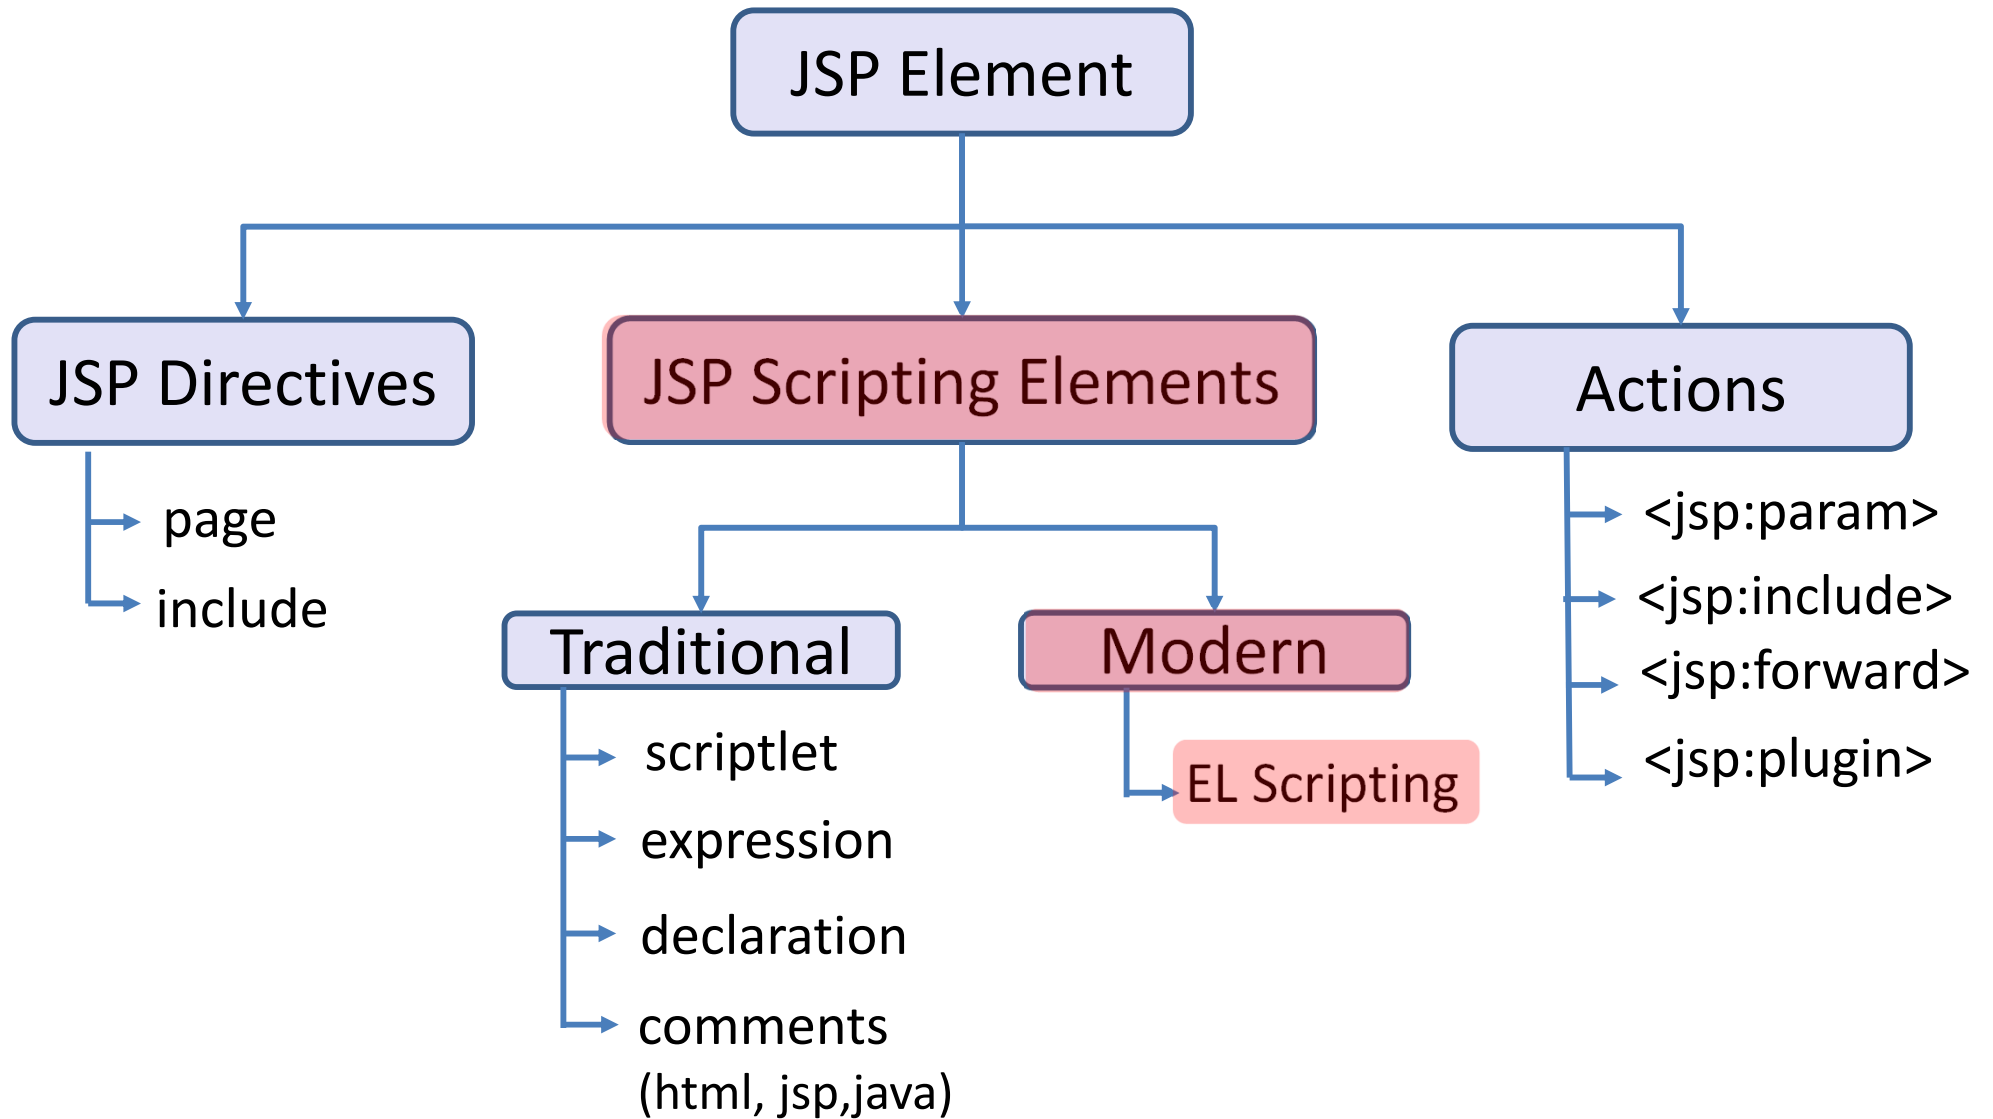 JSP Element
JSP Directives
page
include
JSP Scripting Elements
Traditional
scriptlet
expression
declaration
comments
(html, jsp,java)
Modern
EL Scripting
Actions
<jsp:param>
<jsp:include>
<jsp:forward>
<jsp:plugin>